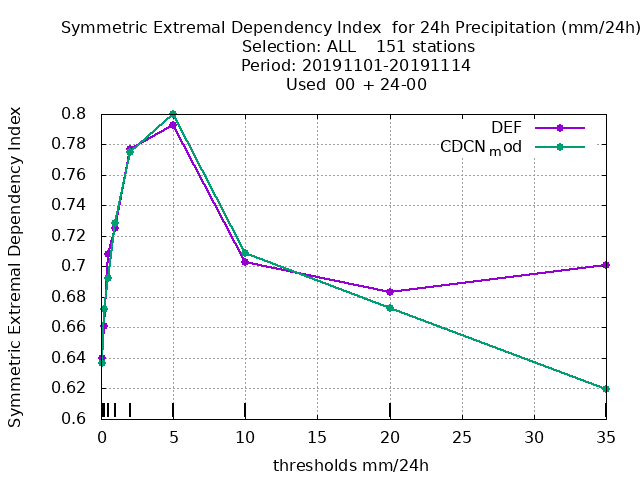 Symmetric Extremal Dependency Index for 24h Precipitation (mm/24h)
Selection: ALL 151 stations
Period: 20191101-20191114
Used 00 + 24-00
Symmetric Extremal Dependency Index
0.8
0.78
0.76
0.74
0.72
0.7
0.68
0.66
0.64
0.62
0.6
DEF
CDCN_mod
0 5 10 15 20 25 30 35
thresholds mm/24h